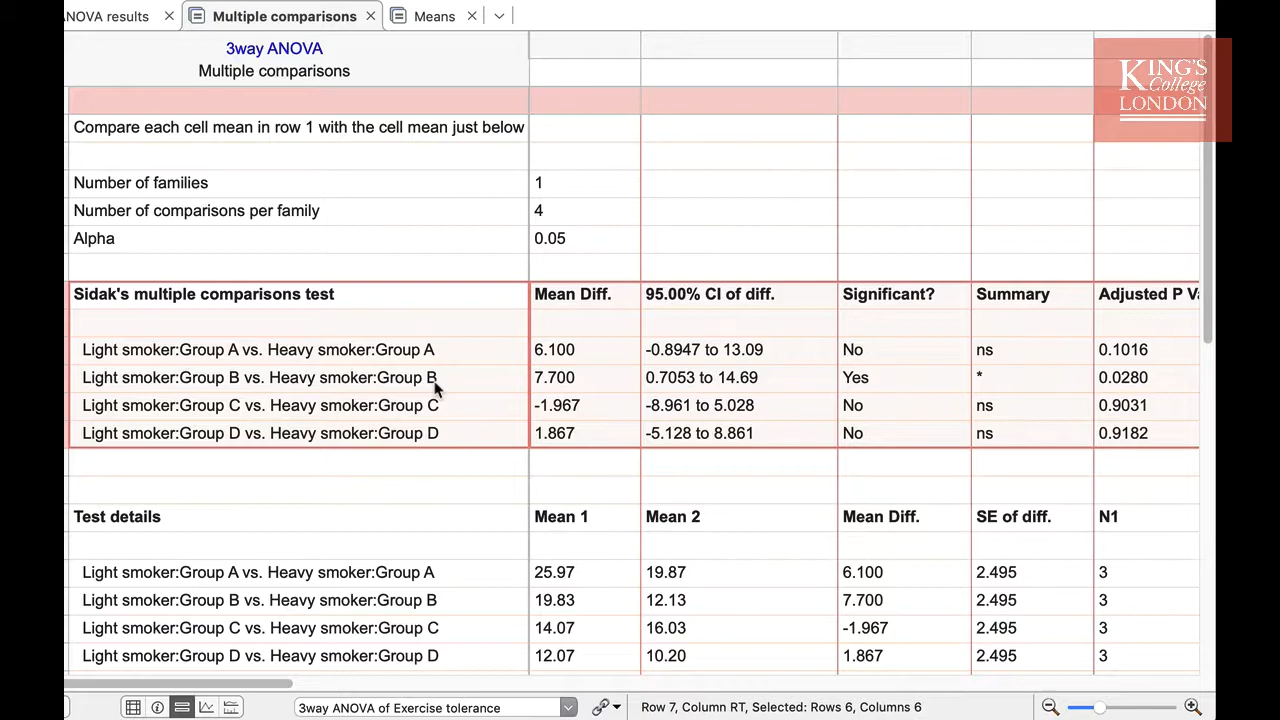 ANOVA results × Multiple comparisons × Means ×
3way ANOVA
Multiple comparisons
KING'S
College
LONDON
Compare each cell mean in row 1 with the cell mean just below
Number of families 1
Number of comparisons per family 4
Alpha 0.05
Sidak's multiple comparisons test Mean Diff. 95.00% CI of diff. Significant? Summary Adjusted P Va
Light smoker:Group A vs. Heavy smoker:Group A 6.100 -0.8947 to 13.09 No ns 0.1016
Light smoker:Group B vs. Heavy smoker:Group B 7.700 0.7053 to 14.69 Yes * 0.0280
Light smoker:Group C vs. Heavy smoker:Group C -1.967 -8.961 to 5.028 No ns 0.9031
Light smoker:Group D vs. Heavy smoker:Group D 1.867 -5.128 to 8.861 No ns 0.9182
Test details Mean 1 Mean 2 Mean Diff. SE of diff. N1
Light smoker:Group A vs. Heavy smoker:Group A 25.97 19.87 6.100 2.495 3
Light smoker:Group B vs. Heavy smoker:Group B 19.83 12.13 7.700 2.495 3
Light smoker:Group C vs. Heavy smoker:Group C 14.07 16.03 -1.967 2.495 3
Light smoker:Group D vs. Heavy smoker:Group D 12.07 10.20 1.867 2.495 3
3way ANOVA of Exercise tolerance Row 7, Column RT, Selected: Rows 6, Columns 6